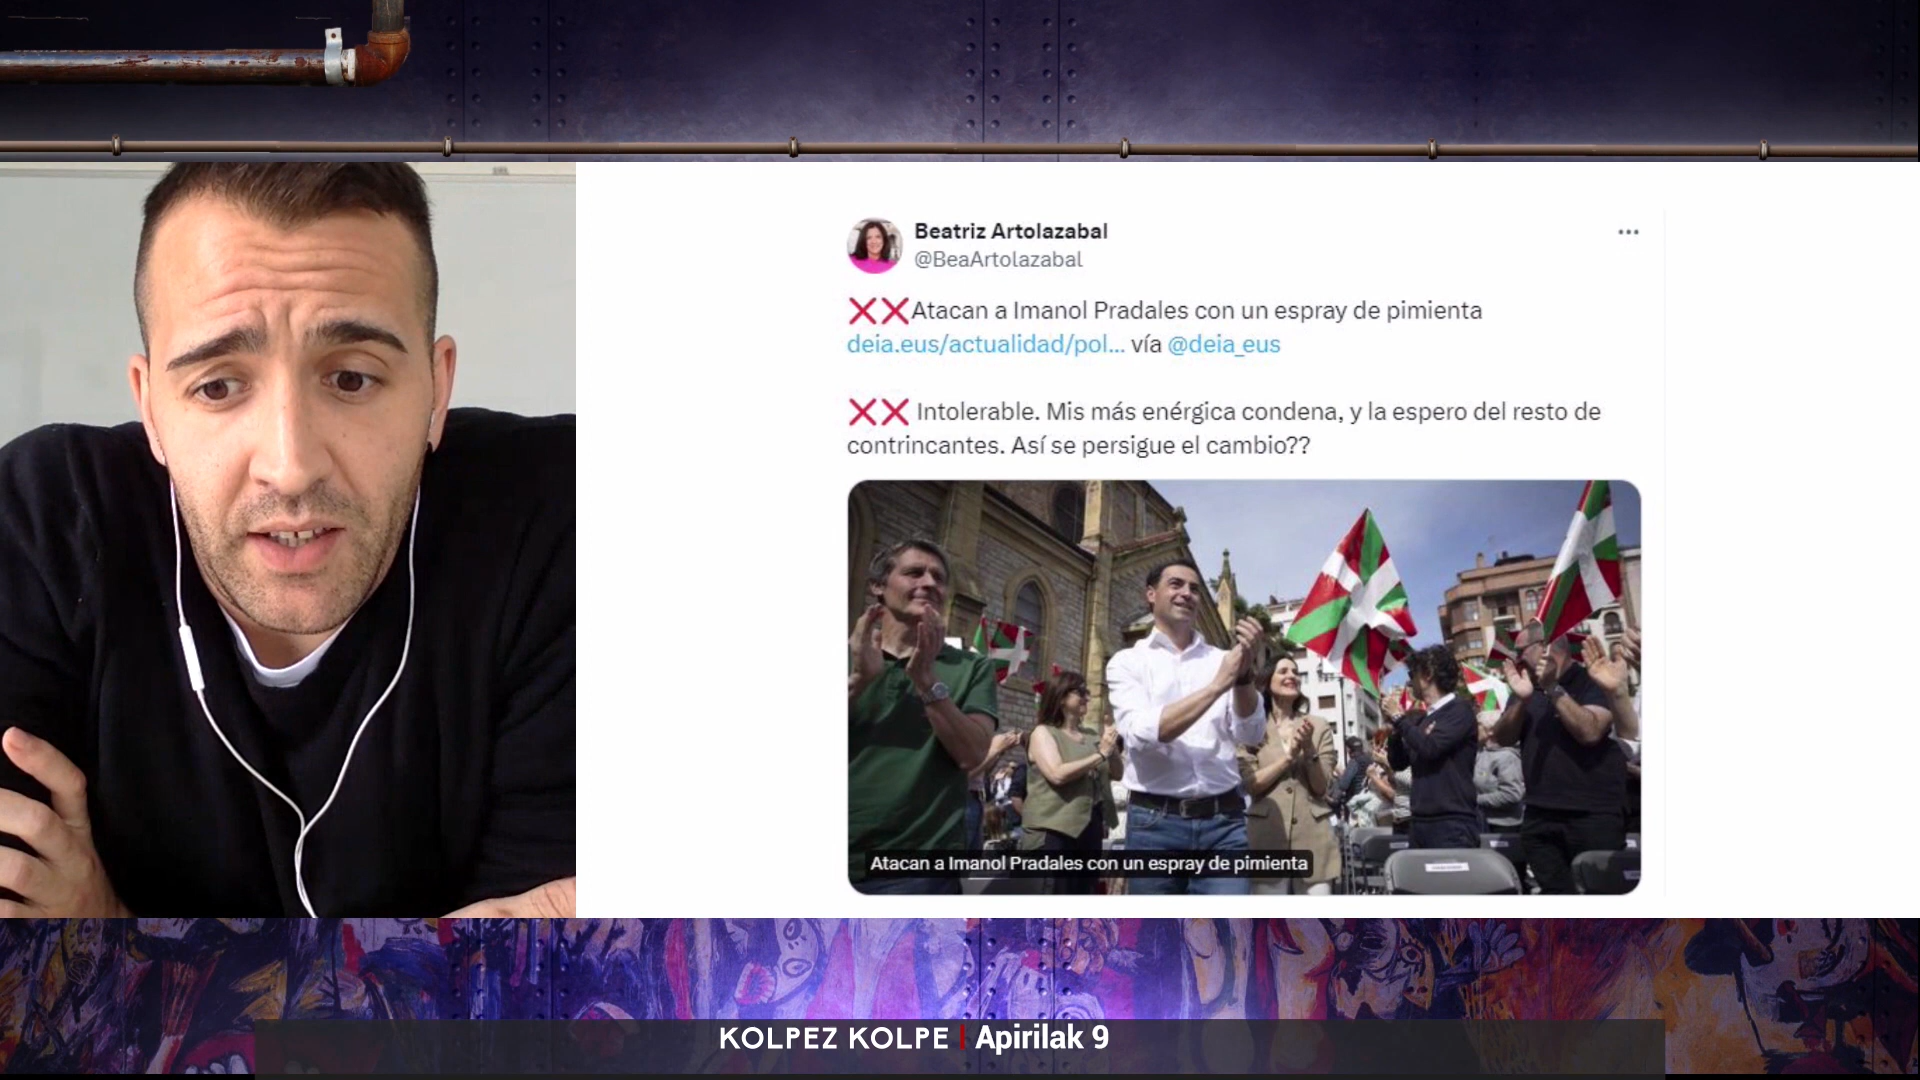 Beatriz Artolazabal
@BeaArtolazabal
❌❌Atacan a Imanol Pradales con un espray de pimienta
deia.eus/actualidad/pol... vía @deia_eus
❌❌ Intolerable. Mis más enérgica condena, y la espero del resto de
contrincantes. Así se persigue el cambio??
Atacan a Imanol Pradales con un espray de pimienta
KOLPEZ KOLPE | Apirilak 9